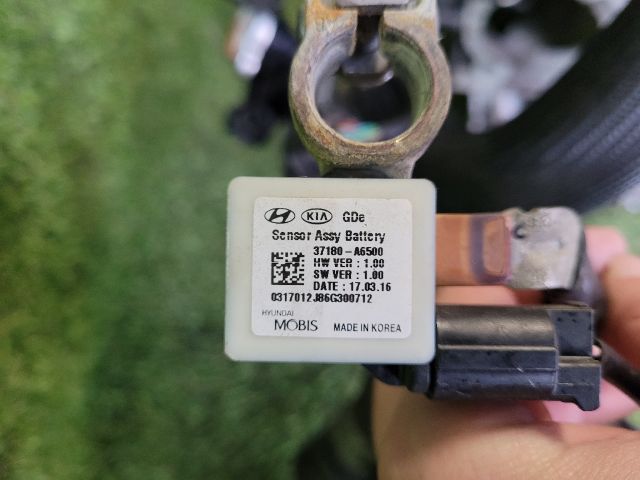 KIA GDe
Sensor Assy Battery
37180-A6500
HW VER : 1.00
SW VER : 1.00
DATE : 17.03.16
0317012J86G300712
HYUNDAI
MOBIS MADE IN KOREA